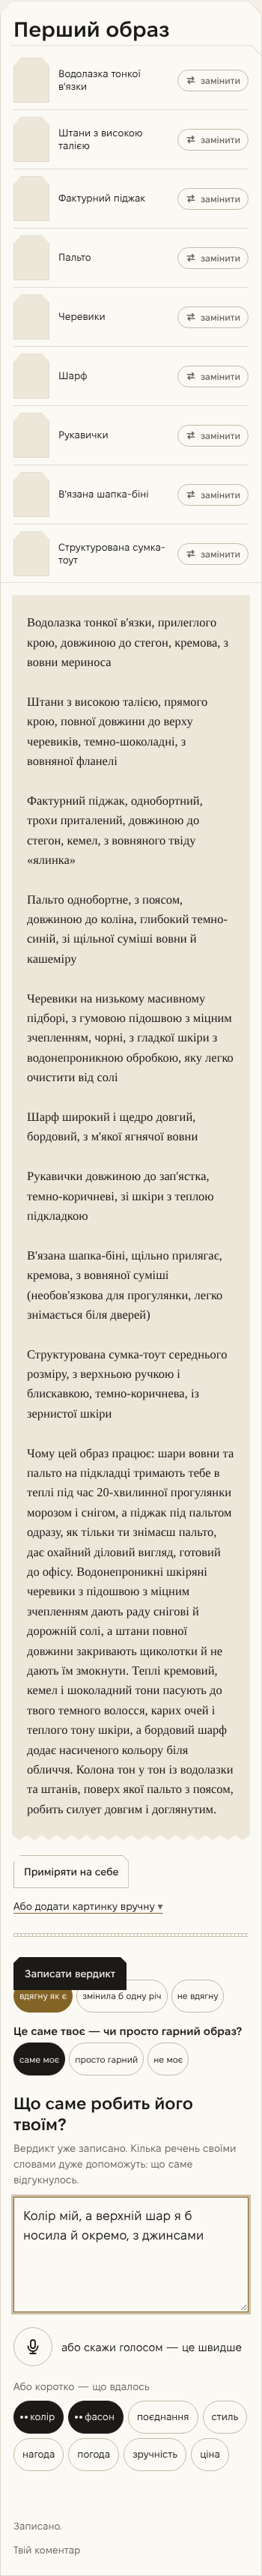 Перший образ
Водолазка тонкої
в'язки
замінити
Штани з високою
талією
замінити
Фактурний піджак
замінити
Пальто
замінити
Черевики
замінити
Шарф
замінити
Рукавички
замінити
В'язана шапка-біні
замінити
Структурована сумка-
тоут
замінити
Водолазка тонкої в'язки, прилеглого
крою, довжиною до стегон, кремова, з
вовни мериноса
Штани з високою талією, прямого
крою, повної довжини до верху
черевиків, темно-шоколадні, з
вовняної фланелі
Фактурний піджак, однобортний,
трохи приталений, довжиною до
стегон, кемел, з вовняного твіду
«ялинка»
Пальто однобортне, з поясом,
довжиною до коліна, глибокий темно-
синій, зі щільної суміші вовни й
кашеміру
Черевики на низькому масивному
підборі, з гумовою підошвою з міцним
зчепленням, чорні, з гладкої шкіри з
водонепроникною обробкою, яку легко
очистити від солі
Шарф широкий і щедро довгий,
бордовий, з м'якої ягнячої вовни
Рукавички довжиною до зап'ястка,
темно-коричневі, зі шкіри з теплою
підкладкою
В'язана шапка-біні, щільно прилягає,
кремова, з вовняної суміші
(необов'язкова для прогулянки, легко
знімається біля дверей)
Структурована сумка-тоут середнього
розміру, з верхньою ручкою і
блискавкою, темно-коричнева, із
зернистої шкіри
Чому цей образ працює: шари вовни та
пальто на підкладці тримають тебе в
теплі під час 20-хвилинної прогулянки
морозом і снігом, а піджак під пальтом
одразу, як тільки ти знімаєш пальто,
дає охайний діловий вигляд, готовий
до офісу. Водонепроникні шкіряні
черевики з підошвою з міцним
зчепленням дають раду снігові й
дорожній солі, а штани повної
довжини закривають щиколотки й не
дають їм змокнути. Теплі кремовий,
кемел і шоколадний тони пасують до
твого темного волосся, карих очей і
теплого тону шкіри, а бордовий шарф
додає насиченого кольору біля
обличчя. Колона тон у тон із водолазки
та штанів, поверх якої пальто з поясом,
робить силует довгим і доглянутим.
Приміряти на себе
Або додати картинку вручну ▾
Записати вердикт
вдягну як є
змінила б одну річ
не вдягну
Це саме твоє — чи просто гарний образ?
саме моє
просто гарний
не моє
Що саме робить його
твоїм?
Вердикт уже записано. Кілька речень своїми
словами дуже допоможуть: що саме
відгукнулось.
Колір мій, а верхній шар я б
носила й окремо, з джинсами
або скажи голосом — це швидше
Або коротко — що вдалось
колір
фасон
поєднання
стиль
нагода
погода
зручність
ціна
Записано.
Твій коментар